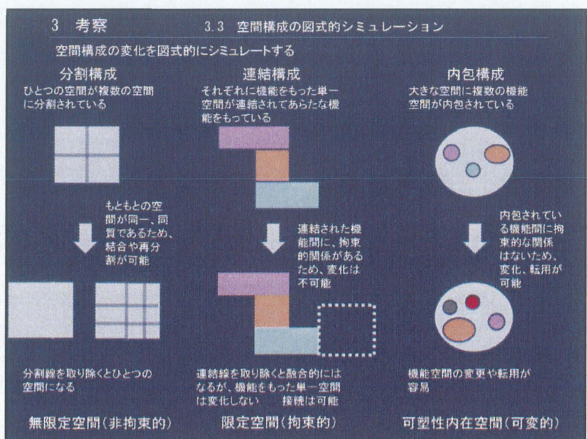 3 考察
3.3 空間構成の図式的シミュレーション
空間構成の変化を図式的にシミュレートする
分割構成
ひとつの空間が複数の空間
に分割されている
もともとの空
間が同一、同
質であるため、
結合や再分
割が可能
分割線を取り除くとひとつの
空間になる
無限定空間(非拘束的)
連結構成
それぞれに機能をもった単一
空間が連結されてあらたな機
能をもっている
連結された機
能間に、拘束
的関係がある
ため、変化は
不可能
連結線を取り除くと融合的には
なるが、機能をもった単一空間
は変化しない 接続は可能
限定空間(拘束的)
内包構成
大きな空間に複数の機能
空間が内包されている
内包されてい
る機能間に拘
束的な関係
はないため、
変化、転用が
可能
機能空間の変更や転用が
容易
可塑性内在空間(可変的)